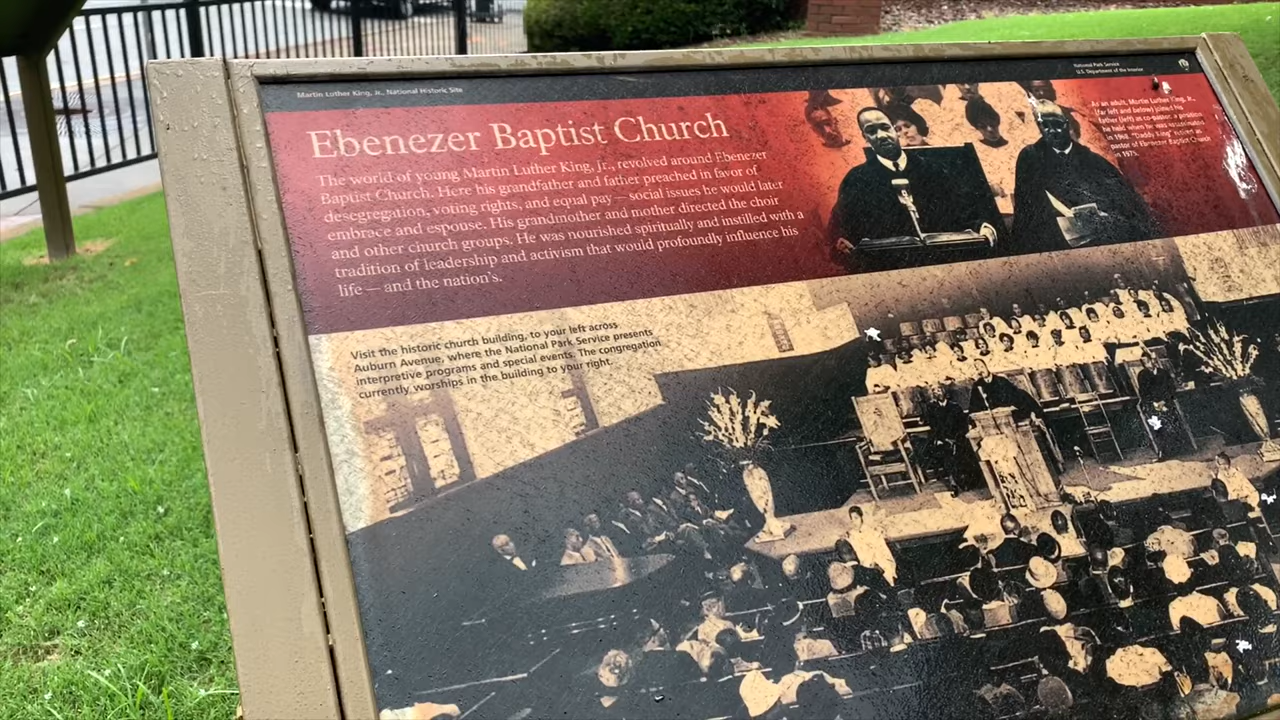 Martin Luther King, Jr., National Historic Site
National Park Service
U.S. Department of the Interior
Ebenezer Baptist Church
The world of young Martin Luther King, Jr., revolved around Ebenezer
Baptist Church. Here his grandfather and father preached in favor of
desegregation, voting rights, and equal pay — social issues he would later
embrace and espouse. His grandmother and mother directed the choir
and other church groups. He was nourished spiritually and instilled with a
tradition of leadership and activism that would profoundly influence his
life — and the nation's.
As an adult, Martin Luther King, Jr.,
(far left and below) joined his
father (left) as co-pastor, a position
he held when he was assassinated
in 1968. "Daddy King" retired as
pastor of Ebenezer Baptist Church
in 1975.
Visit the historic church building, to your left across
Auburn Avenue, where the National Park Service presents
interpretive programs and special events. The congregation
currently worships in the building to your right.